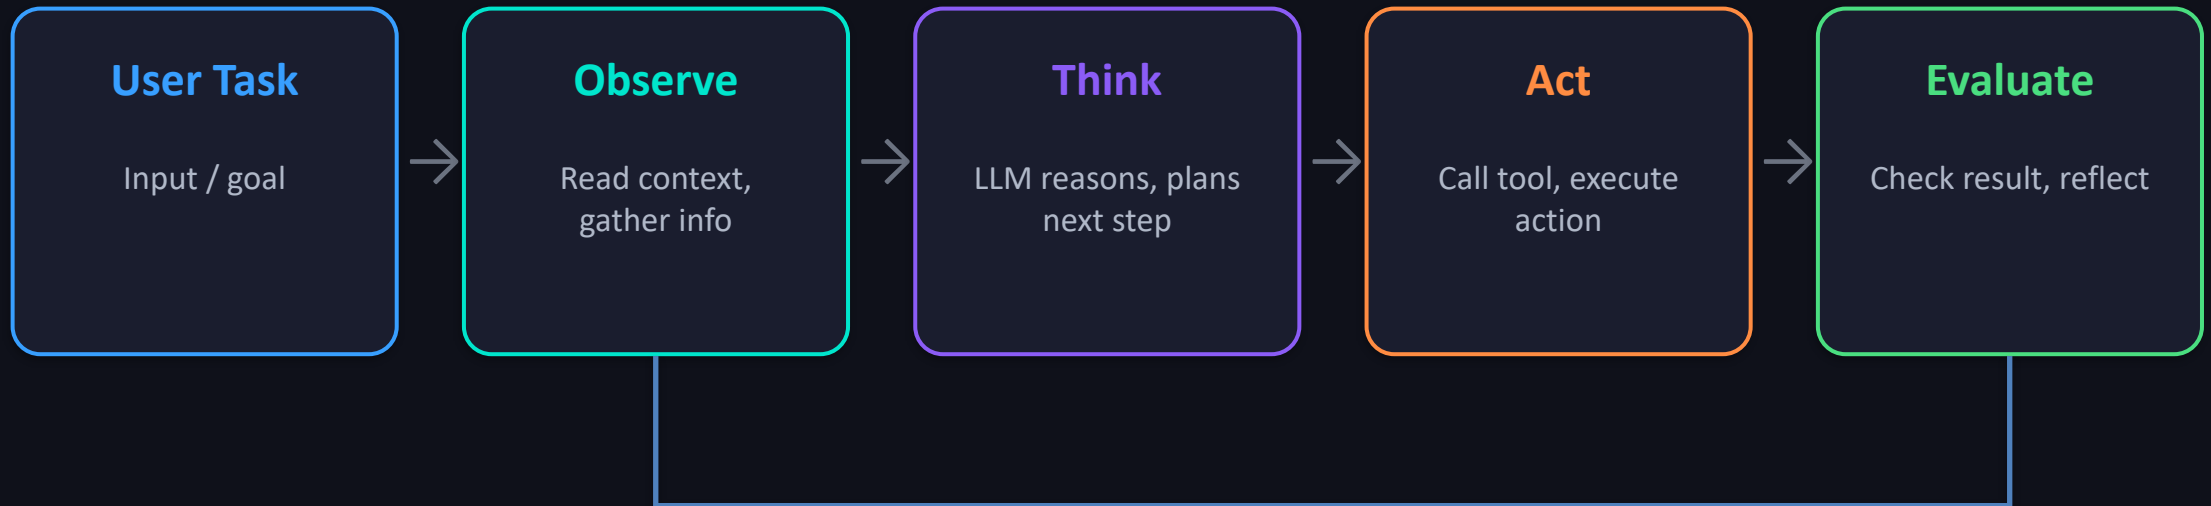 User Task
Input / goal
Observe
Read context,
gather info
Think
LLM reasons, plans
next step
Act
Call tool, execute
action
Evaluate
Check result, reflect